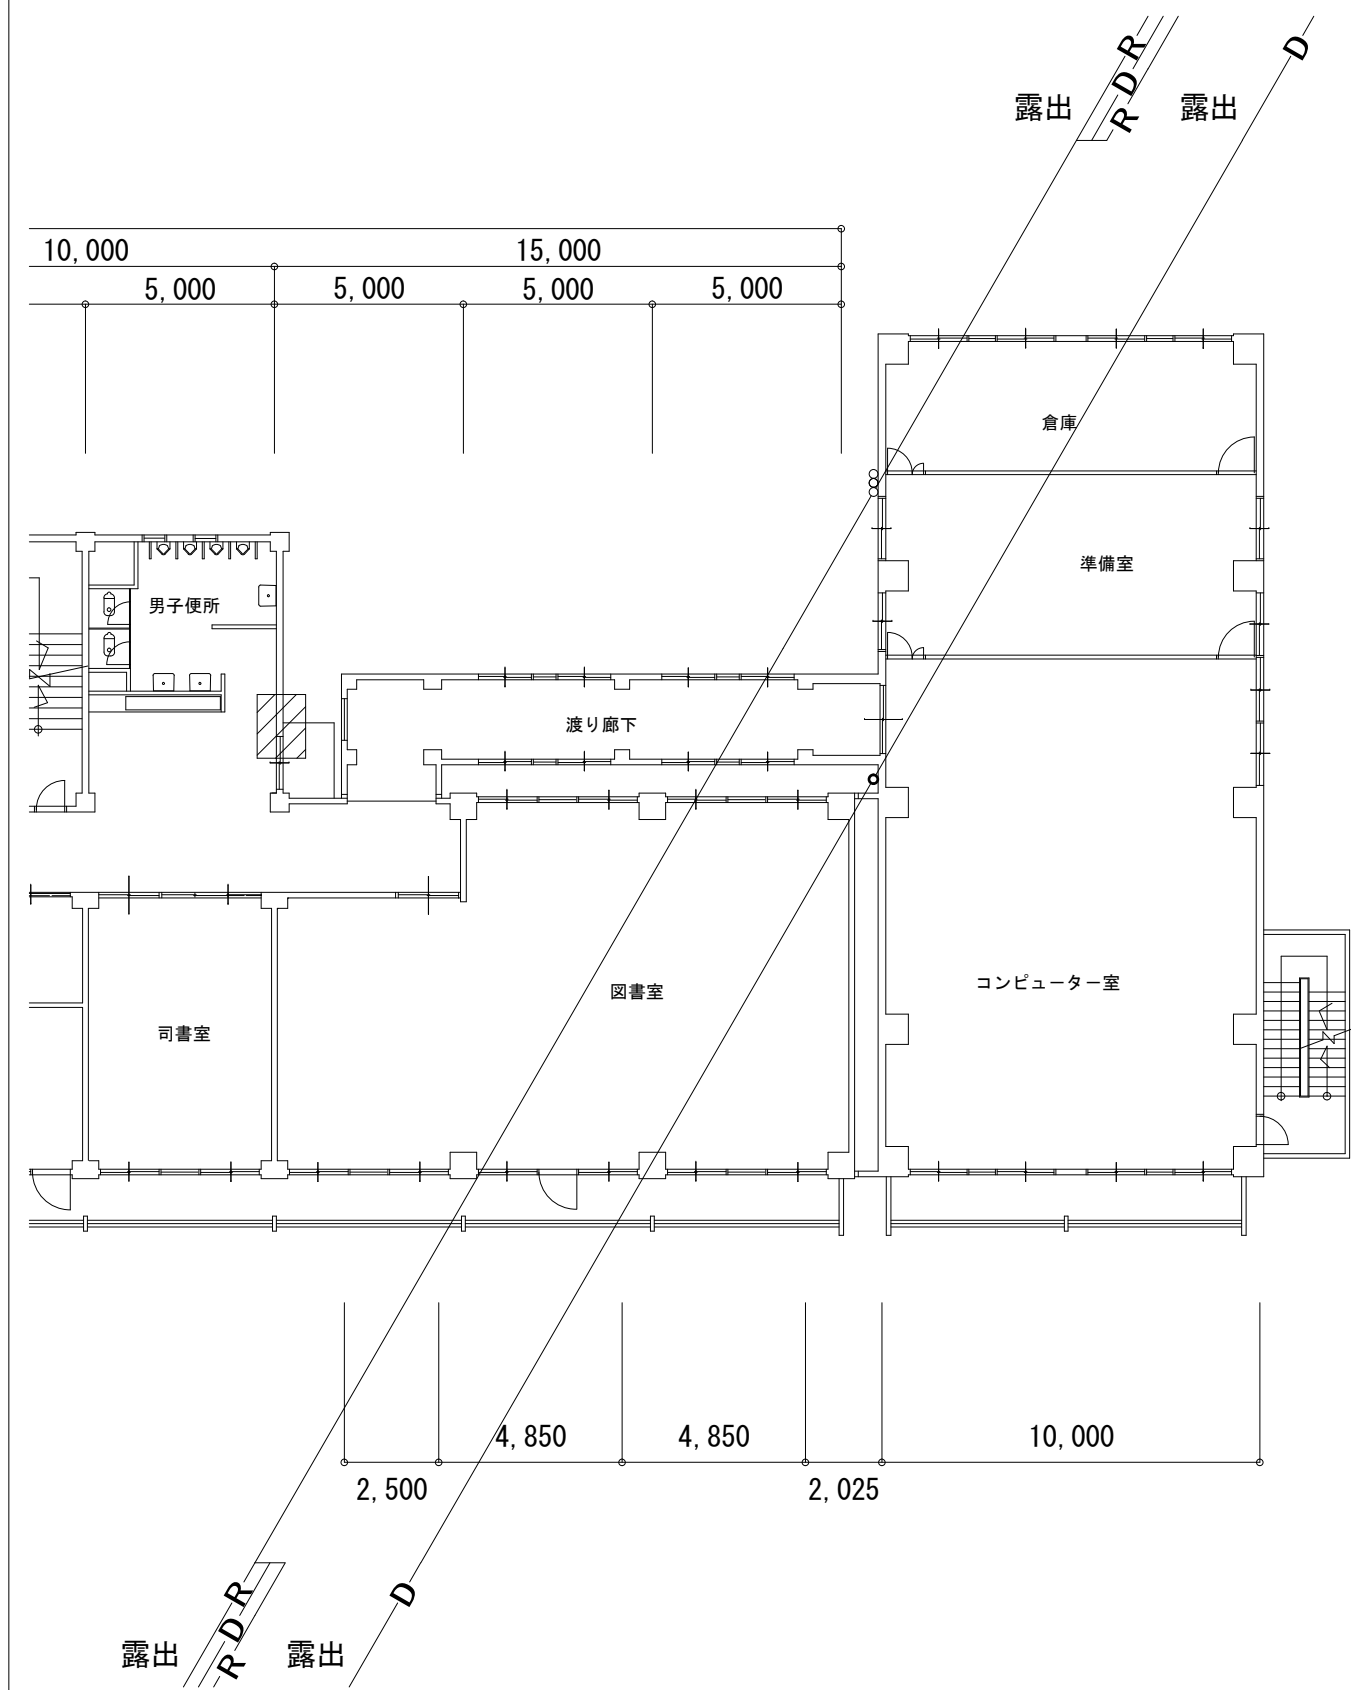 R
D
R
D
露出
露出
10,000
15,000
5,000
5,000
5,000
5,000
倉庫
準備室
男子便所
渡り廊下
コンピューター室
図書室
司書室
4,850
4,850
10,000
2,500
2,025
R
D
R
D
露出
露出